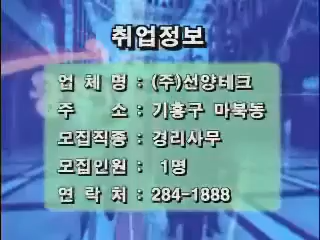 취업정보
업 체 명 : (주)선양테크
주 소 : 기흥구 마북동
모집직종 : 경리사무
모집인원 : 1명
연 락 처 : 284-1888